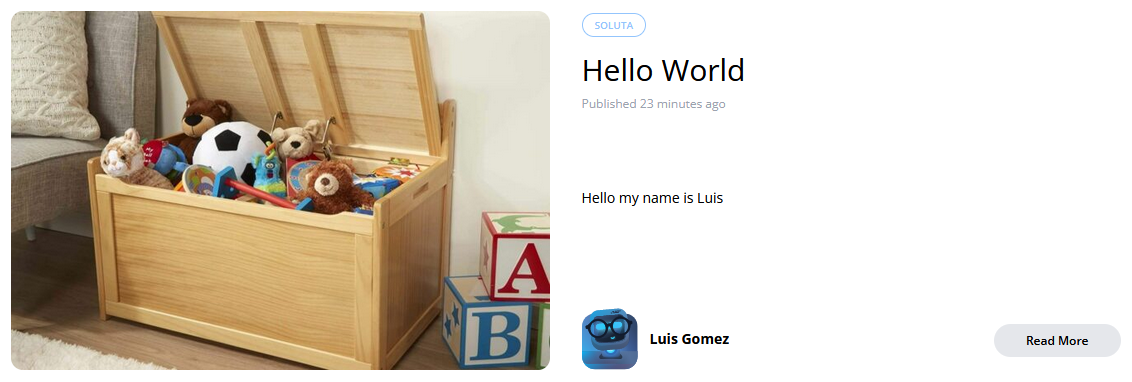 SOLUTA
Hello World
Published 23 minutes ago
Hello my name is Luis
Luis Gomez
Read More
A
B